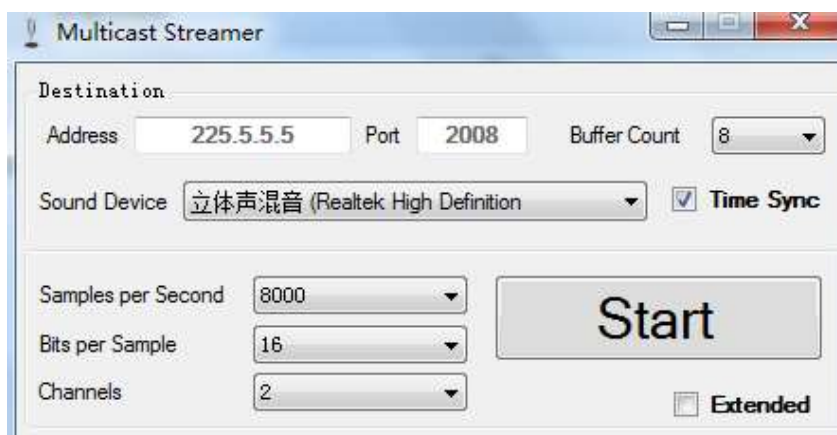 Multicast Streamer
Destination
Address 225.5.5.5 Port 2008 Buffer Count 8
Sound Device 立体声混音 (Realtek High Definition Time Sync
Samples per Second 8000
Start
Bits per Sample 16
Channels 2
Extended